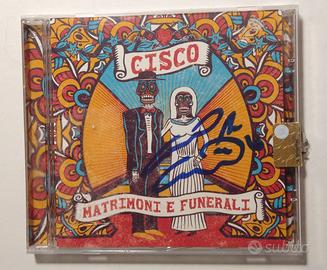 CISCO
MATRIMONI E FUNERALI
subito